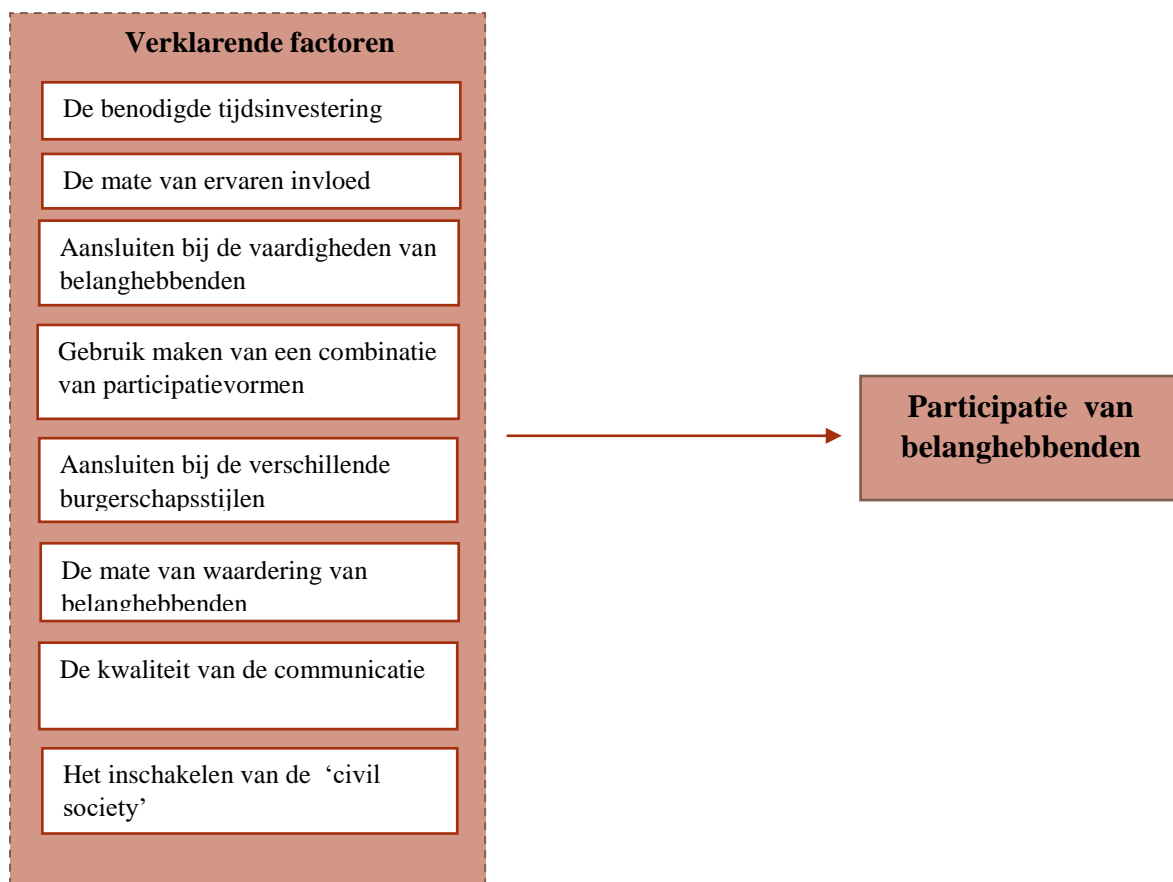 Verklarende factoren
De benodigde tijdsinvestering
De mate van ervaren invloed
Aansluiten bij de vaardigheden van
belanghebbenden
Gebruik maken van een combinatie
van participatievormen
Aansluiten bij de verschillende
burgerschapsstijlen
De mate van waardering van
belanghebbenden
De kwaliteit van de communicatie
Het inschakelen van de ‘civil
society’
Participatie van
belanghebbenden